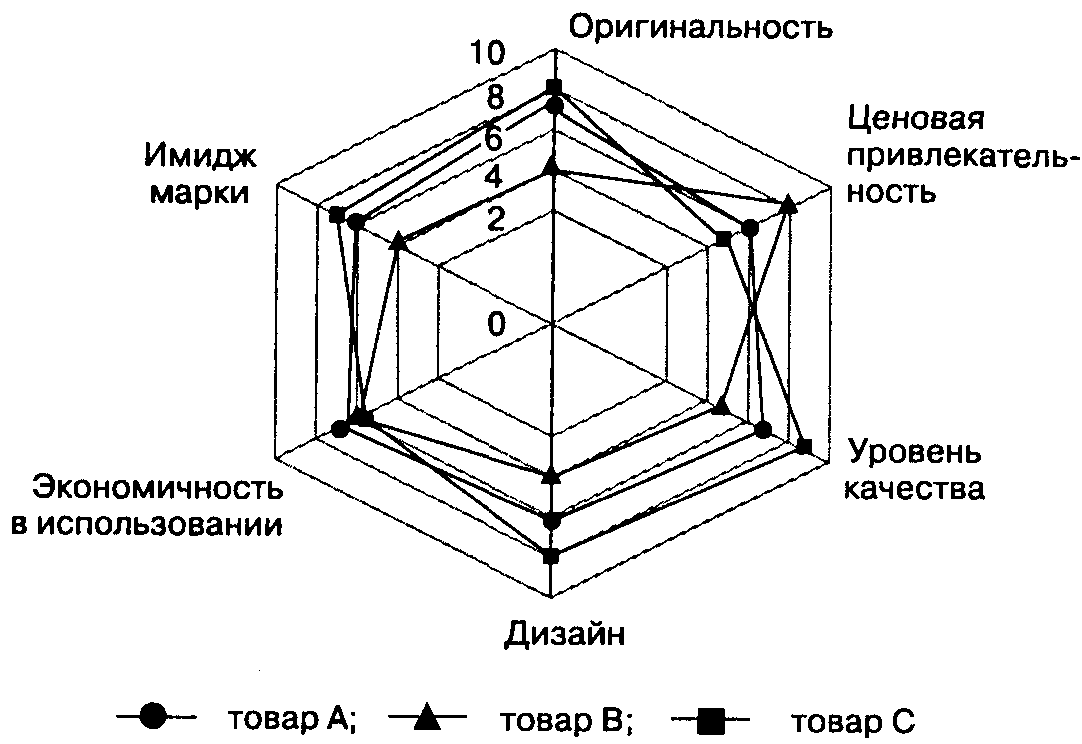 Оригинальность
10
8
6
4
2
0
Ценовая
привлекатель-
ность
Имидж
марки
Уровень
качества
Экономичность
в использовании
Дизайн
товар А; товар В; товар С